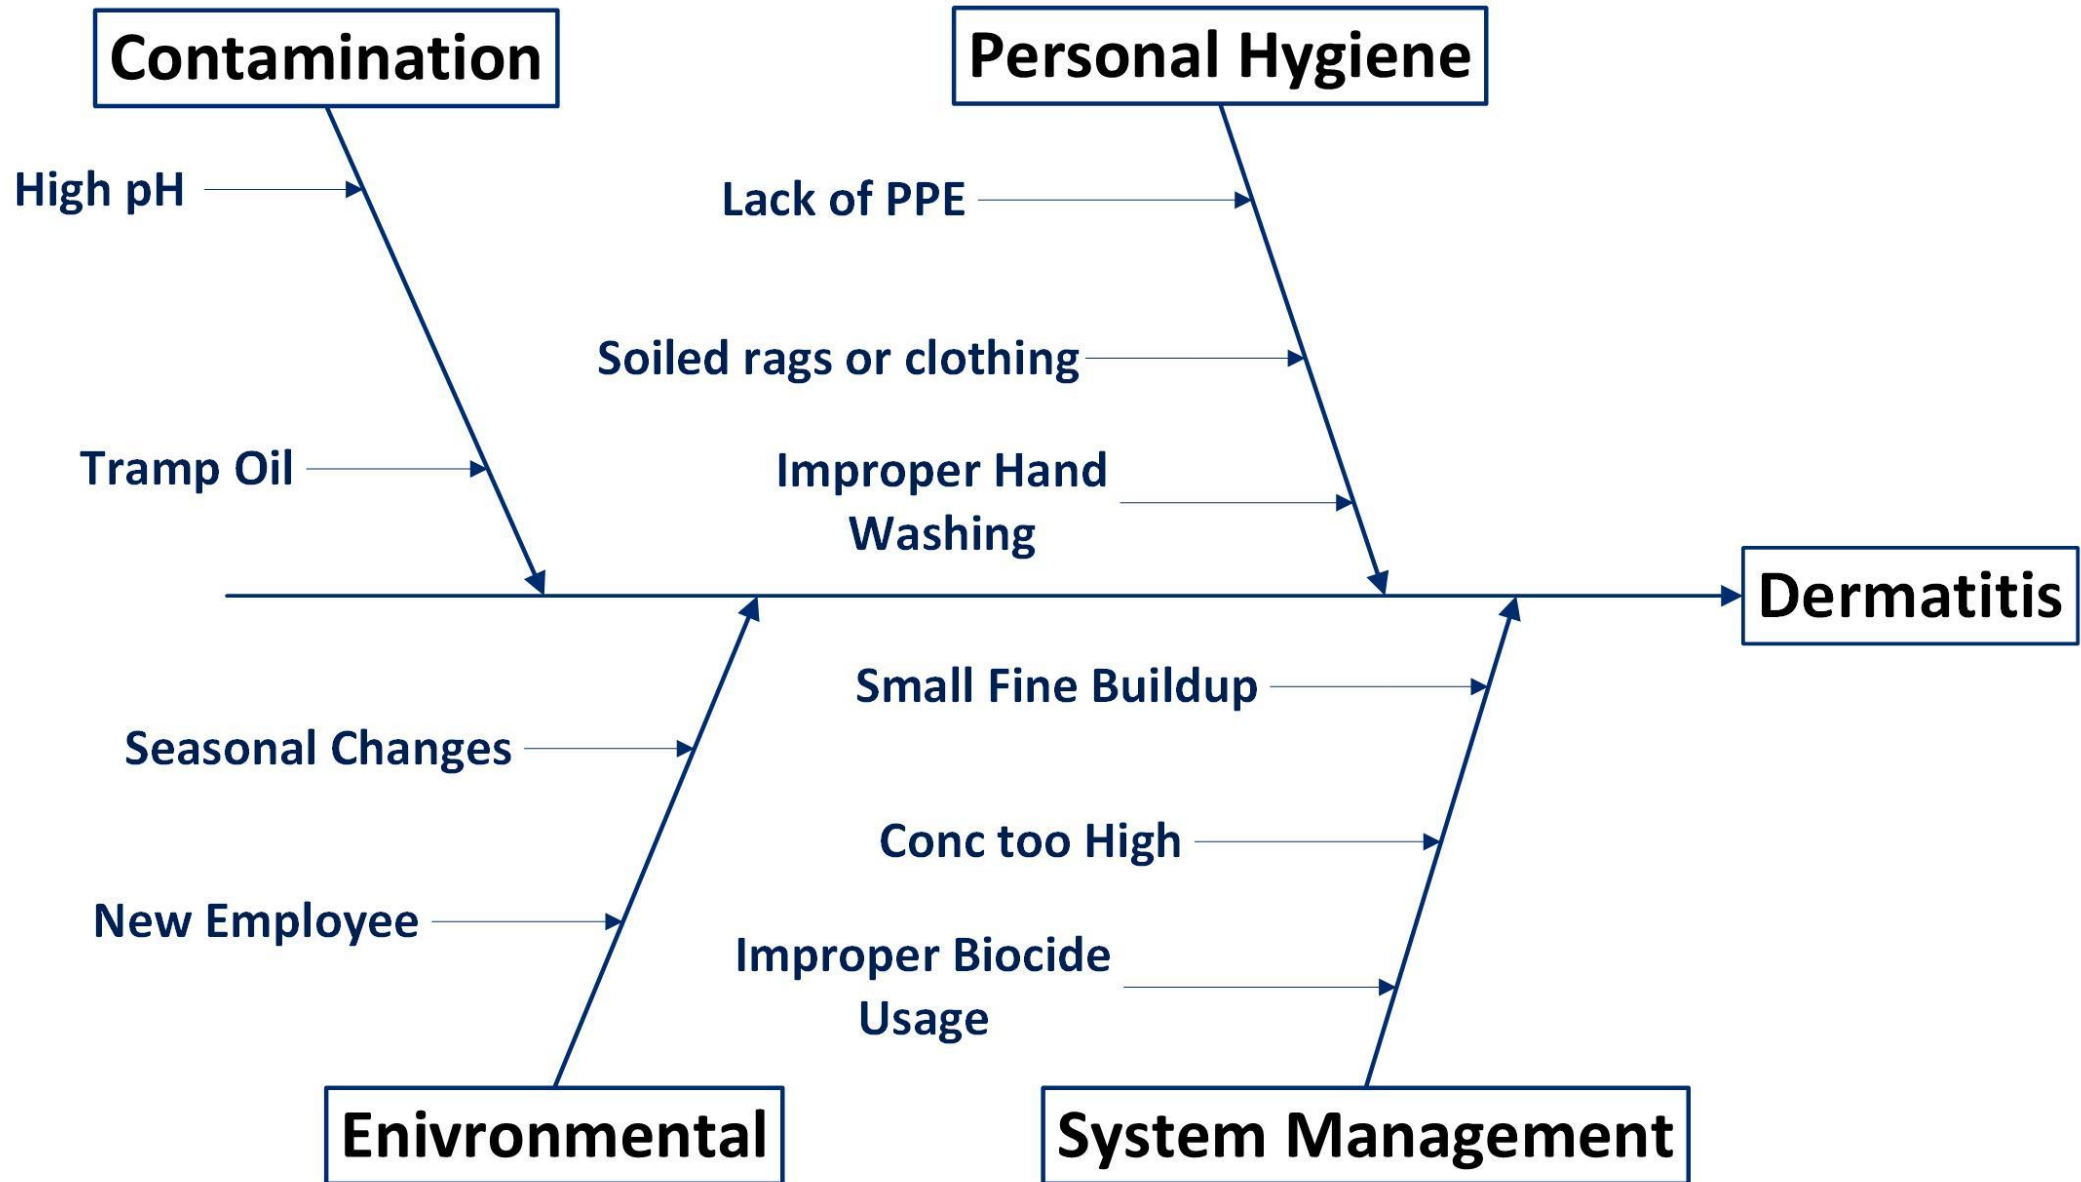 Contamination
Personal Hygiene
High pH
Lack of PPE
Soiled rags or clothing
Tramp Oil
Improper Hand
Washing
Dermatitis
Small Fine Buildup
Seasonal Changes
Conc too High
New Employee
Improper Biocide
Usage
Enivronmental
System Management